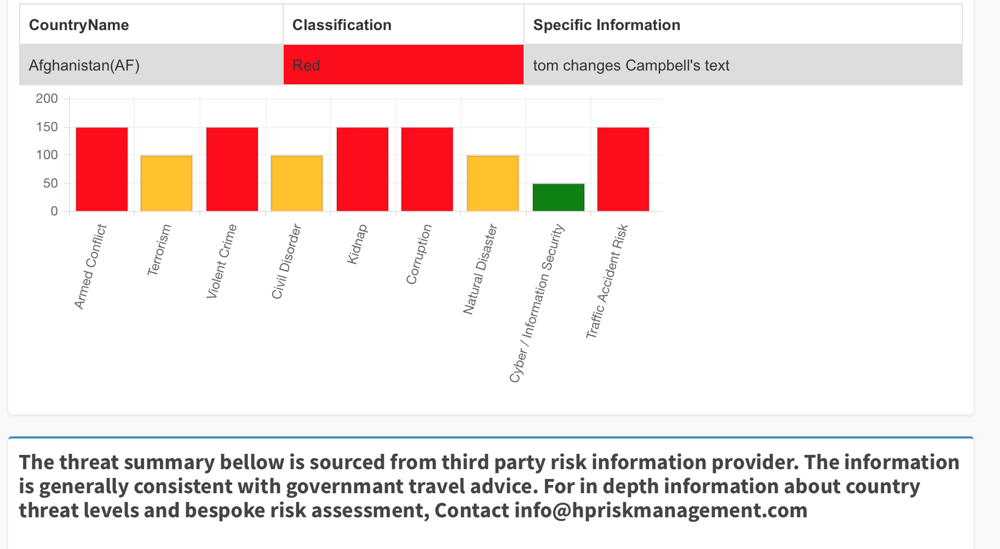 CountryName Classification Specific Information
Afghanistan(AF) Red tom changes Campbell's text
200
150
100
50
0
Armed Conflict
Terrorism
Violent Crime
Civil Disorder
Kidnap
Corruption
Natural Disaster
Cyber / Information Security
Traffic Accident Risk
The threat summary bellow is sourced from third party risk information provider. The information
is generally consistent with governmant travel advice. For in depth information about country
threat levels and bespoke risk assessment, Contact info@hpriskmanagement.com